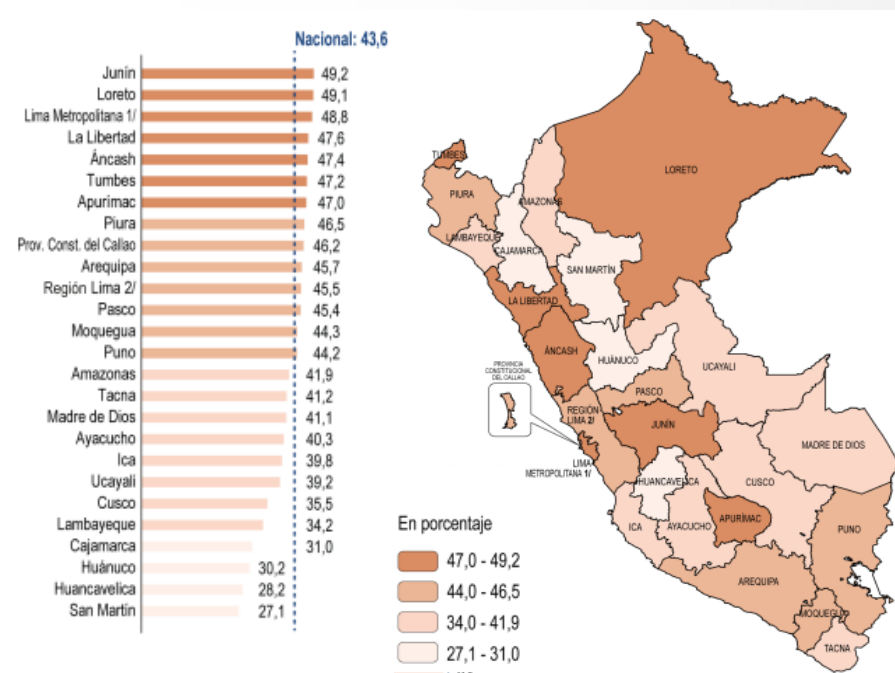 Nacional: 43,6
Junín 49,2
Loreto 49,1
Lima Metropolitana 1/ 48,8
La Libertad 47,6
Áncash 47,4
Tumbes 47,2
Apurímac 47,0
Piura 46,5
Prov. Const. del Callao 46,2
Arequipa 45,7
Región Lima 2/ 45,5
Pasco 45,4
Moquegua 44,3
Puno 44,2
Amazonas 41,9
Tacna 41,2
Madre de Dios 41,1
Ayacucho 40,3
Ica 39,8
Ucayali 39,2
Cusco 35,5
Lambayeque 34,2
Cajamarca 31,0
Huánuco 30,2
Huancavelica 28,2
San Martín 27,1
TUMBES
LORETO
PIURA
AMAZONAS
LAMBAYEQUE
CAJAMARCA
SAN MARTÍN
LA LIBERTAD
ÁNCASH
HUÁNUCO
UCAYALI
PROVINCIA
CONSTITUCIONAL
DEL CALLAO
PASCO
REGIÓN
LIMA 2/
JUNÍN
MADRE DE DIOS
LIMA
METROPOLITANA 1/
HUANCAVELICA
CUSCO
ICA
AYACUCHO
APURÍMAC
PUNO
AREQUIPA
MOQUEGUA
TACNA
En porcentaje
47,0 - 49,2
44,0 - 46,5
34,0 - 41,9
27,1 - 31,0